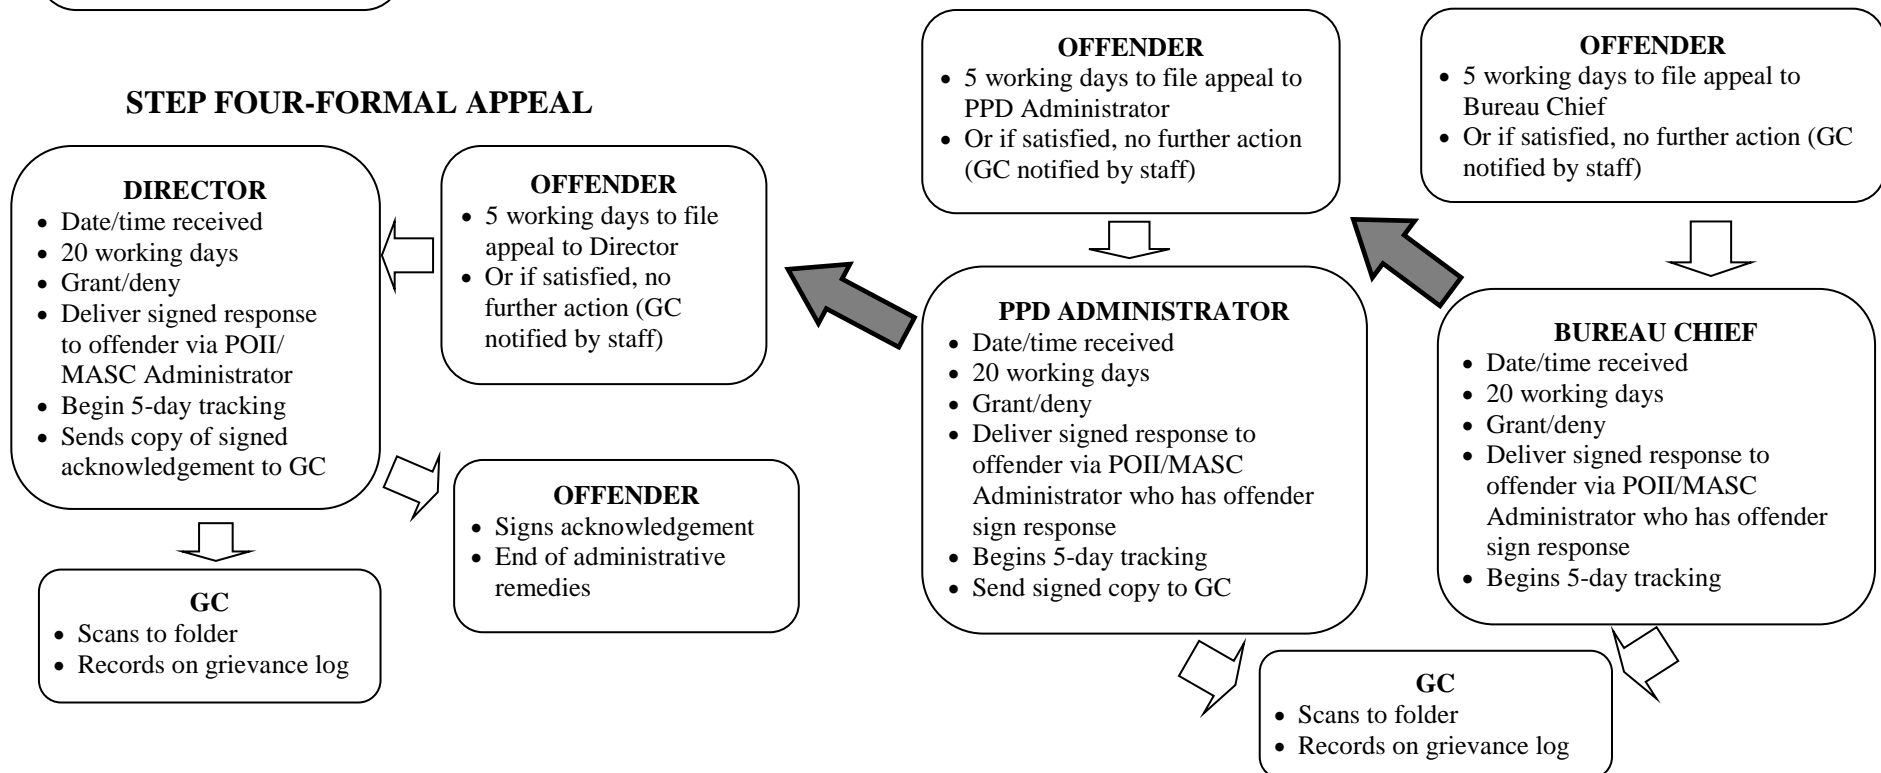 STEP FOUR-FORMAL APPEAL
DIRECTOR
• Date/time received
• 20 working days
• Grant/deny
• Deliver signed response
to offender via POII/
MASC Administrator
• Begin 5-day tracking
• Sends copy of signed
acknowledgement to GC
GC
• Scans to folder
• Records on grievance log
OFFENDER
• 5 working days to file
appeal to Director
• Or if satisfied, no
further action (GC
notified by staff)
OFFENDER
• Signs acknowledgement
• End of administrative
remedies
OFFENDER
• 5 working days to file appeal to
PPD Administrator
• Or if satisfied, no further action
(GC notified by staff)
PPD ADMINISTRATOR
• Date/time received
• 20 working days
• Grant/deny
• Deliver signed response to
offender via POII/MASC
Administrator who has offender
sign response
• Begins 5-day tracking
• Send signed copy to GC
OFFENDER
• 5 working days to file appeal to
Bureau Chief
• Or if satisfied, no further action (GC
notified by staff)
BUREAU CHIEF
• Date/time received
• 20 working days
• Grant/deny
• Deliver signed response to
offender via POII/MASC
Administrator who has offender
sign response
• Begins 5-day tracking
GC
• Scans to folder
• Records on grievance log